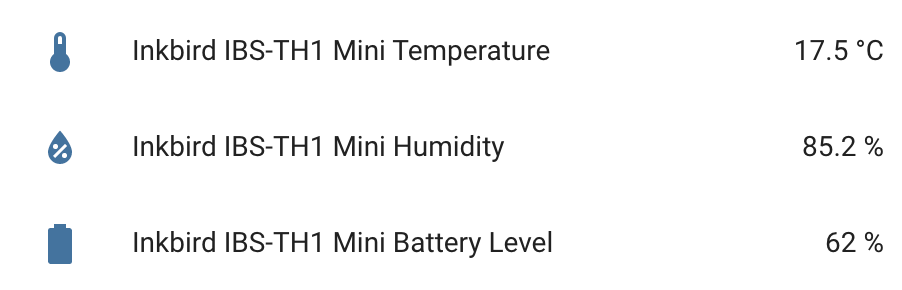 Inkbird IBS-TH1 Mini Temperature 17.5 °C
Inkbird IBS-TH1 Mini Humidity 85.2 %
Inkbird IBS-TH1 Mini Battery Level 62 %